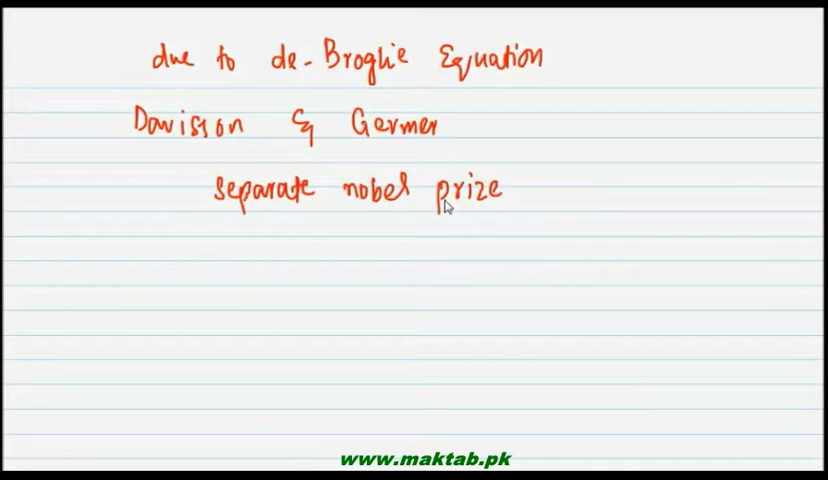 due to de-Broglie Equation
Davisson & Germer
separate nobel prize
www.maktab.pk